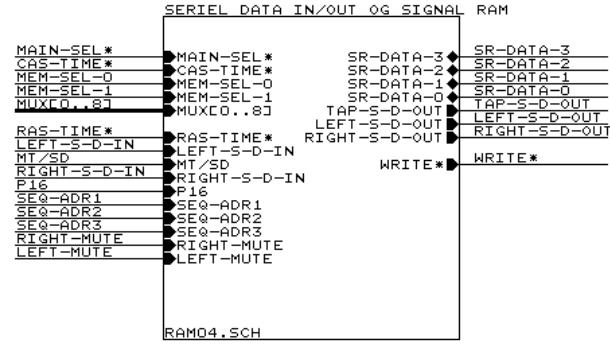 SERIEL DATA IN/OUT OG SIGNAL RAM
MAIN-SEL* MAIN-SEL* SR-DATA-3 SR-DATA-3
CAS-TIME* CAS-TIME* SR-DATA-2 SR-DATA-2
MEM-SEL-0 MEM-SEL-0 SR-DATA-1 SR-DATA-1
MEM-SEL-1 MEM-SEL-1 SR-DATA-0 SR-DATA-0
MUX[0..8] MUX[0..8] TAP-S-D-OUT TAP-S-D-OUT
LEFT-S-D-OUT LEFT-S-D-OUT
RAS-TIME* RAS-TIME* RIGHT-S-D-OUT RIGHT-S-D-OUT
LEFT-S-D-IN LEFT-S-D-IN
MT/SD MT/SD WRITE* WRITE*
RIGHT-S-D-IN RIGHT-S-D-IN
P16 P16
SEQ-ADR1 SEQ-ADR1
SEQ-ADR2 SEQ-ADR2
SEQ-ADR3 SEQ-ADR3
RIGHT-MUTE RIGHT-MUTE
LEFT-MUTE LEFT-MUTE
RAM04.SCH